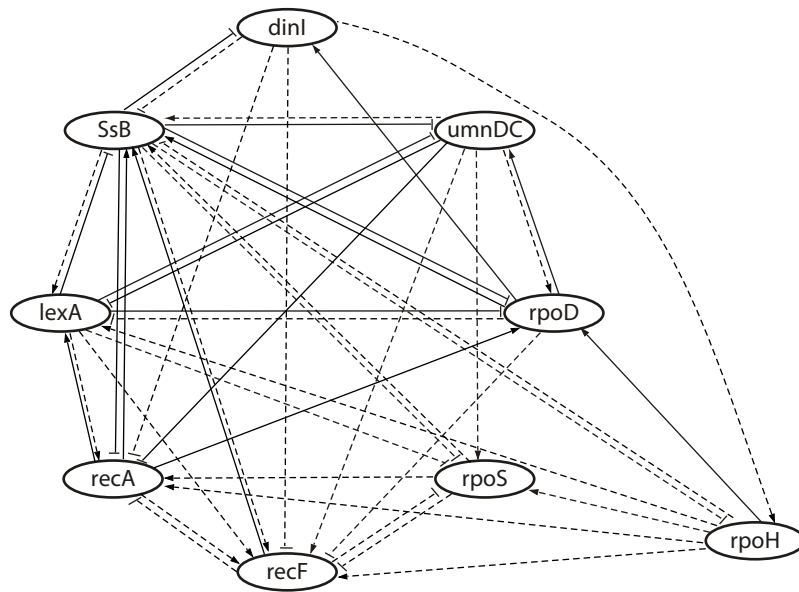 dinI
SsB
umnDC
lexA
rpoD
recA
rpoS
rpoH
recF